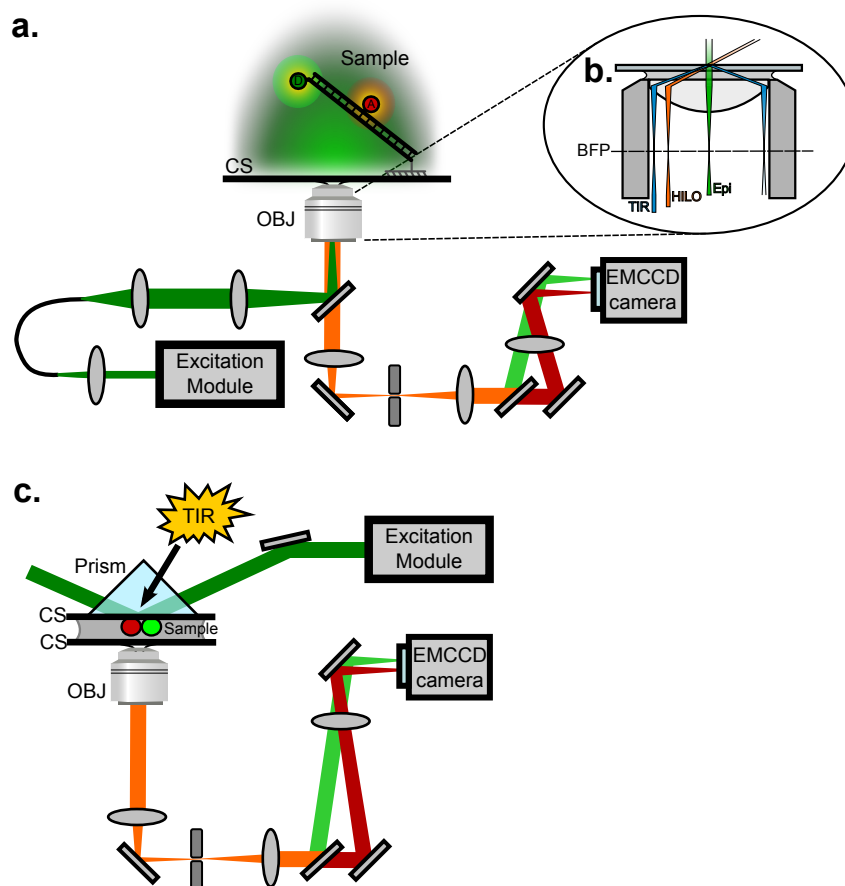 a.
Sample
D
A
CS
OBJ
b.
BFP
TIR
HILO
Epi
EMCCD
camera
Excitation
Module
c.
TIR
Prism
Excitation
Module
CS
Sample
CS
OBJ
EMCCD
camera